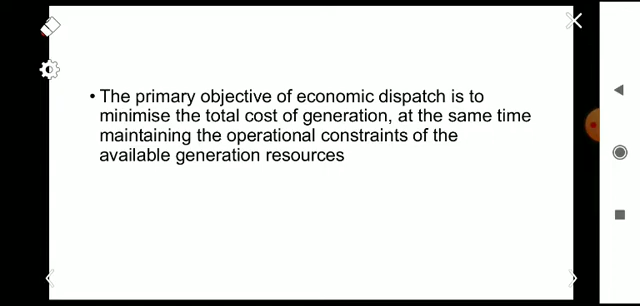 • The primary objective of economic dispatch is to
minimise the total cost of generation, at the same time
maintaining the operational constraints of the
available generation resources